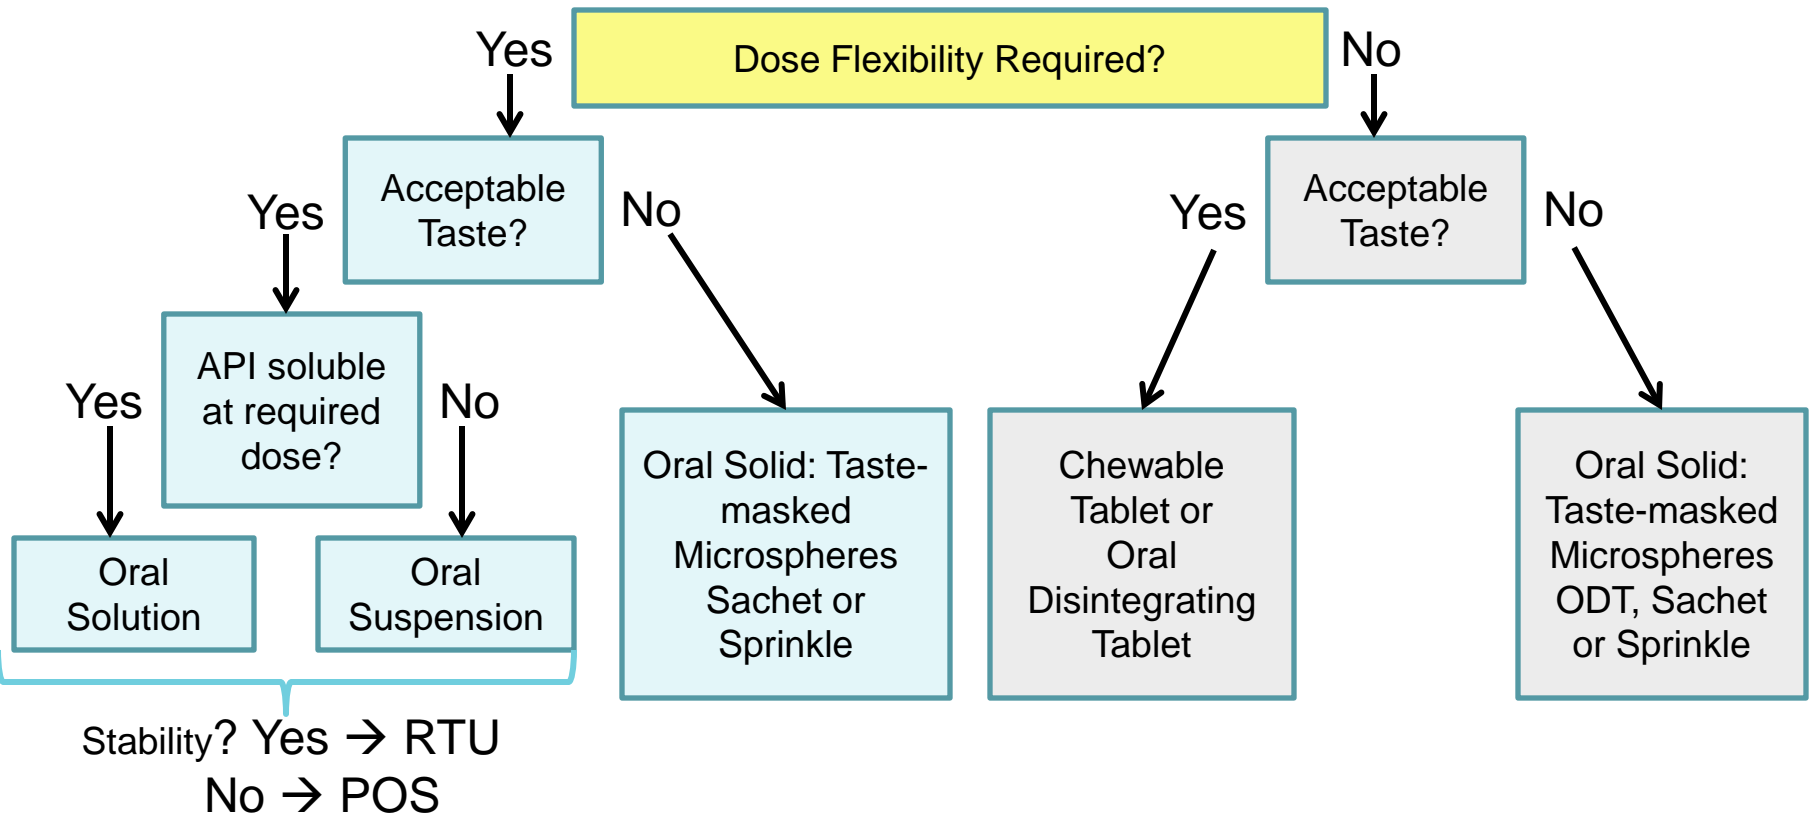 Dose Flexibility Required?
Yes
No
Acceptable
Taste?
Yes
No
Acceptable
Taste?
Yes
No
API soluble
at required
dose?
Yes
No
Oral
Solution
Oral
Suspension
Oral Solid: Taste-
masked
Microspheres
Sachet or
Sprinkle
Chewable
Tablet or
Oral
Disintegrating
Tablet
Oral Solid:
Taste-masked
Microspheres
ODT, Sachet
or Sprinkle
Stability? Yes → RTU
No → POS